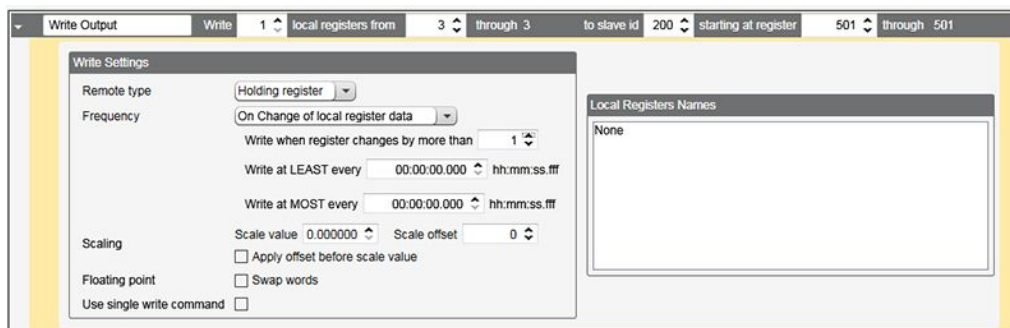 Write Output Write 1 local registers from 3 through 3 to slave id 200 starting at register 501 through 501
Write Settings
Remote type Holding register
Frequency On Change of local register data
Write when register changes by more than 1
Write at LEAST every 00:00:00.000 hh:mm:ss.fff
Write at MOST every 00:00:00.000 hh:mm:ss.fff
Scaling Scale value 0.000000 Scale offset 0
Apply offset before scale value
Floating point Swap words
Use single write command
Local Registers Names
None